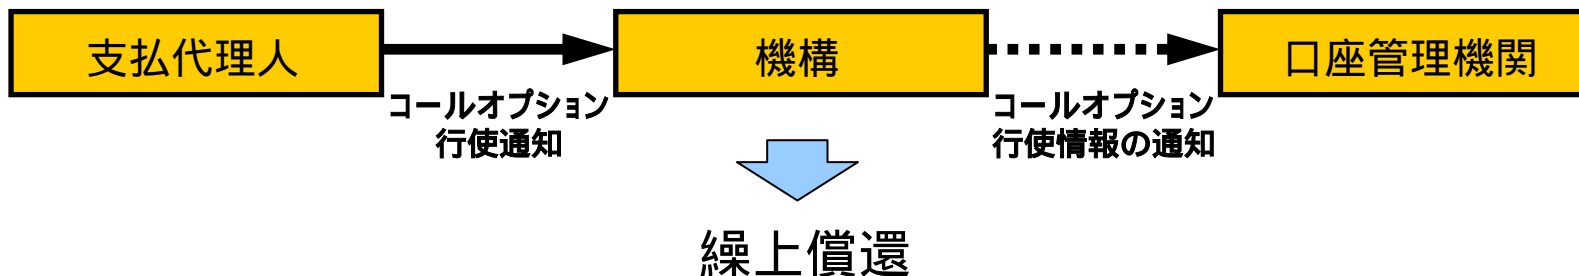 支払代理人
機構
口座管理機関
コールオプション
行使通知
コールオプション
行使情報の通知
繰上償還